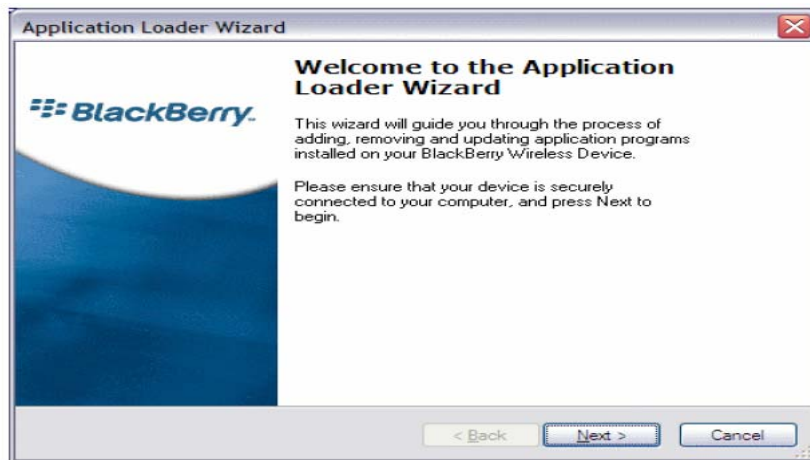 Application Loader Wizard
BlackBerry.
Welcome to the Application
Loader Wizard
This wizard will guide you through the process of
adding, removing and updating application programs
installed on your BlackBerry Wireless Device.
Please ensure that your device is securely
connected to your computer, and press Next to
begin.
< Back
Next >
Cancel